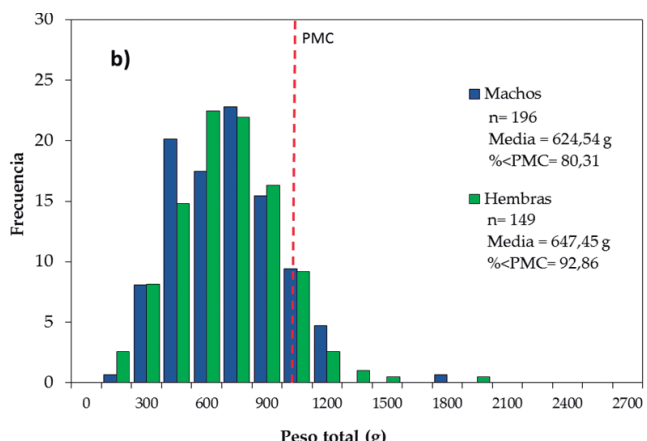 30
PMC
b)
25
Machos
n= 196
Media = 624,54 g
%<PMC= 80,31
20
Frecuencia
15
Hembras
n= 149
Media = 647,45 g
%<PMC= 92,86
10
5
0
0 300 600 900 1200 1500 1800 2100 2400 2700
Peso total (g)